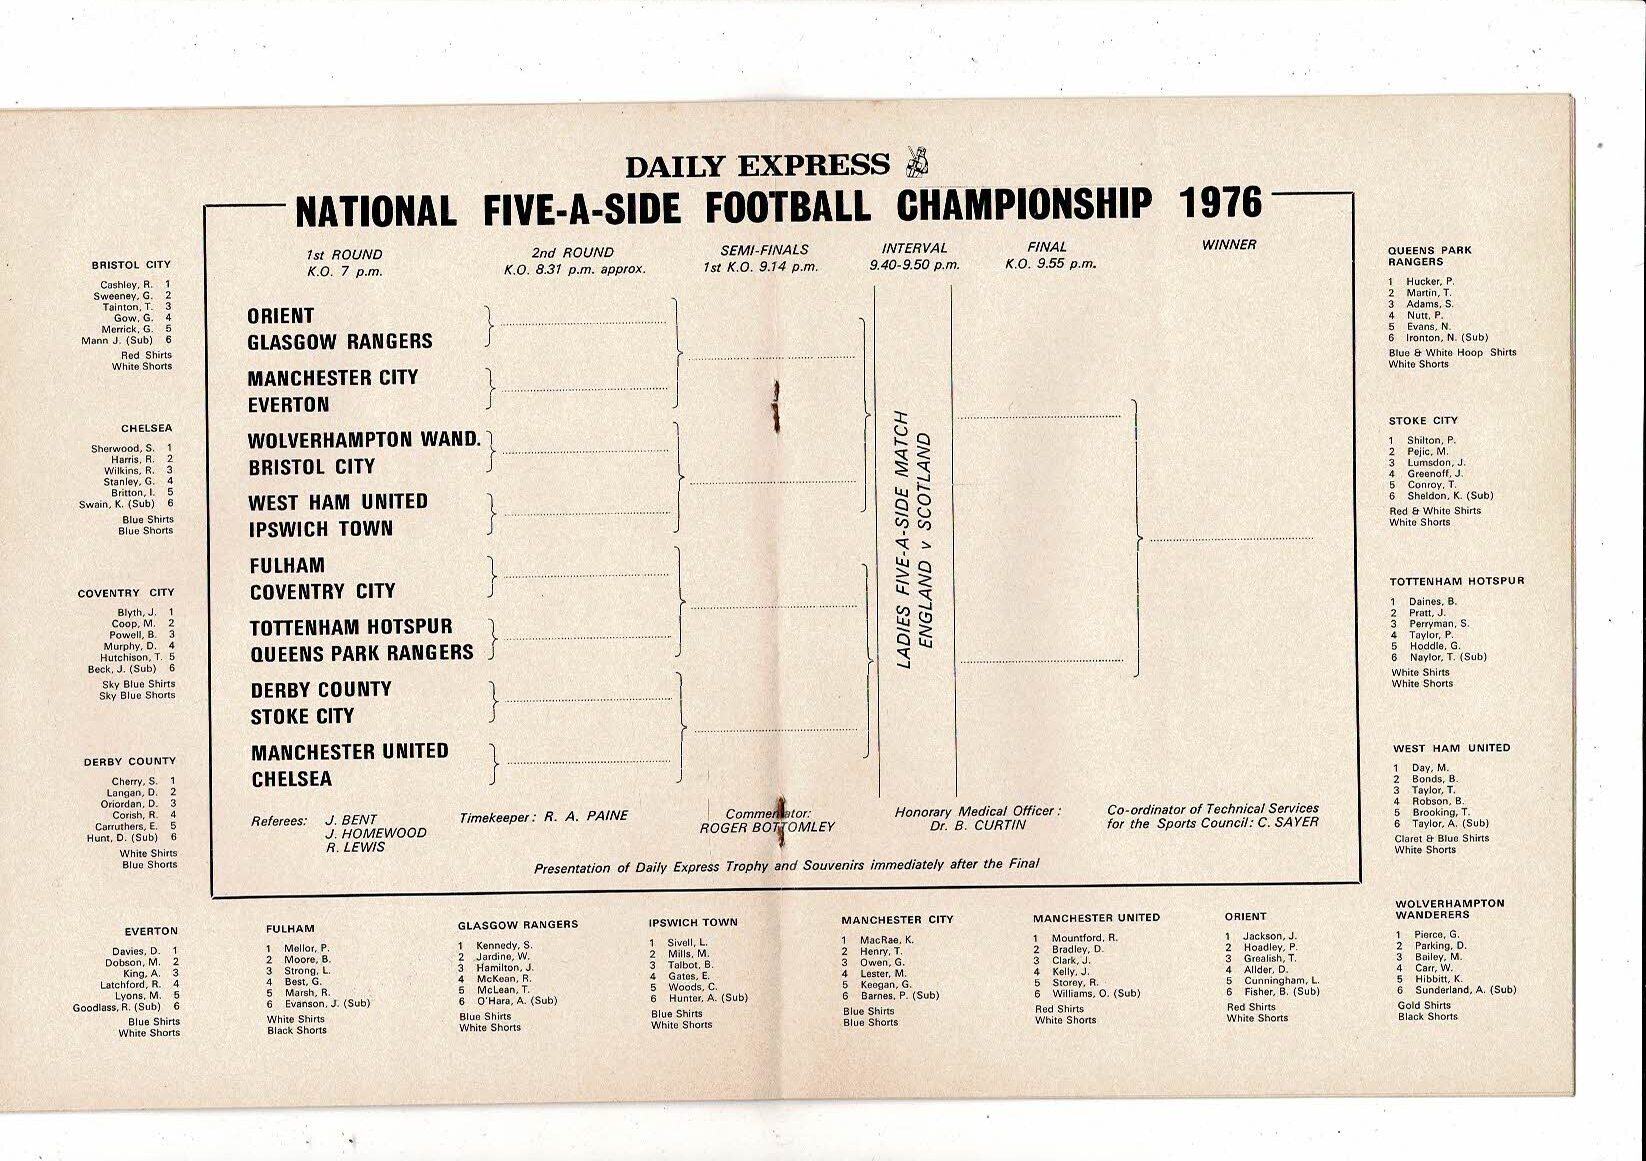 DAILY EXPRESS
NATIONAL FIVE-A-SIDE FOOTBALL CHAMPIONSHIP 1976
1st ROUND
K.O. 7 p.m.
2nd ROUND
K.O. 8.31 p.m. approx.
SEMI-FINALS
1st K.O. 9.14 p.m.
INTERVAL
9.40-9.50 p.m.
FINAL
K.O. 9.55 p.m.
WINNER
ORIENT
GLASGOW RANGERS
MANCHESTER CITY
EVERTON
WOLVERHAMPTON WAND.
BRISTOL CITY
WEST HAM UNITED
IPSWICH TOWN
FULHAM
COVENTRY CITY
TOTTENHAM HOTSPUR
QUEENS PARK RANGERS
DERBY COUNTY
STOKE CITY
MANCHESTER UNITED
CHELSEA
LADIES FIVE-A-SIDE MATCH
ENGLAND v SCOTLAND
Referees: J. BENT
J. HOMEWOOD
R. LEWIS
Timekeeper: R. A. PAINE
Commentator:
ROGER BOTTOMLEY
Honorary Medical Officer:
Dr. B. CURTIN
Co-ordinator of Technical Services
for the Sports Council: C. SAYER
Presentation of Daily Express Trophy and Souvenirs immediately after the Final
BRISTOL CITY
Cashley, R. 1
Sweeney, G. 2
Tainton, T. 3
Gow, G. 4
Merrick, G. 5
Mann J. (Sub) 6
Red Shirts
White Shorts
CHELSEA
Sherwood, S. 1
Harris, R. 2
Wilkins, R. 3
Stanley, G. 4
Britton, I. 5
Swain, K. (Sub) 6
Blue Shirts
Blue Shorts
COVENTRY CITY
Blyth, J. 1
Coop, M. 2
Powell, B. 3
Murphy, D. 4
Hutchison, T. 5
Beck, J. (Sub) 6
Sky Blue Shirts
Sky Blue Shorts
DERBY COUNTY
Cherry, S. 1
Langan, D. 2
Oriordan, D. 3
Corish, R. 4
Carruthers, E. 5
Hunt, D. (Sub) 6
White Shirts
Blue Shorts
EVERTON
Davies, D. 1
Dobson, M. 2
King, A. 3
Latchford, R. 4
Lyons, M. 5
Goodlass, R. (Sub) 6
Blue Shirts
White Shorts
FULHAM
1 Mellor, P.
2 Moore, B.
3 Strong, L.
4 Best, G.
5 Marsh, R.
6 Evanson, J. (Sub)
White Shirts
Black Shorts
GLASGOW RANGERS
1 Kennedy, S.
2 Jardine, W.
3 Hamilton, J.
4 McKean, R.
5 McLean, T.
6 O'Hara, A. (Sub)
Blue Shirts
White Shorts
IPSWICH TOWN
1 Sivell, L.
2 Mills, M.
3 Talbot, B.
4 Gates, E.
5 Woods, C.
6 Hunter, A. (Sub)
Blue Shirts
White Shorts
MANCHESTER CITY
1 MacRae, K.
2 Henry, T.
3 Owen, G.
4 Lester, M.
5 Keegan, G.
6 Barnes, P. (Sub)
Blue Shirts
Blue Shorts
MANCHESTER UNITED
1 Mountford, R.
2 Bradley, D.
3 Clark, J.
4 Kelly, J.
5 Storey, R.
6 Williams, O. (Sub)
Red Shirts
White Shorts
ORIENT
1 Jackson, J.
2 Hoadley, P.
3 Grealish, T.
4 Allder, D.
5 Cunningham, L.
6 Fisher, B. (Sub)
Red Shirts
White Shorts
QUEENS PARK
RANGERS
1 Hucker, P.
2 Martin, T.
3 Adams, S.
4 Nutt, P.
5 Evans, N.
6 Ironton, N. (Sub)
Blue & White Hoop Shirts
White Shorts
STOKE CITY
1 Shilton, P.
2 Pejic, M.
3 Lumsdon, J.
4 Greenoff, J.
5 Conroy, T.
6 Sheldon, K. (Sub)
Red & White Shirts
White Shorts
TOTTENHAM HOTSPUR
1 Daines, B.
2 Pratt, J.
3 Perryman, S.
4 Taylor, P.
5 Hoddle, G.
6 Naylor, T. (Sub)
White Shirts
White Shorts
WEST HAM UNITED
1 Day, M.
2 Bonds, B.
3 Taylor, T.
4 Robson, B.
5 Brooking, T.
6 Taylor, A. (Sub)
Claret & Blue Shirts
White Shorts
WOLVERHAMPTON
WANDERERS
1 Pierce, G.
2 Parking, D.
3 Bailey, M.
4 Carr, W.
5 Hibbitt, K.
6 Sunderland, A. (Sub)
Gold Shirts
Black Shorts